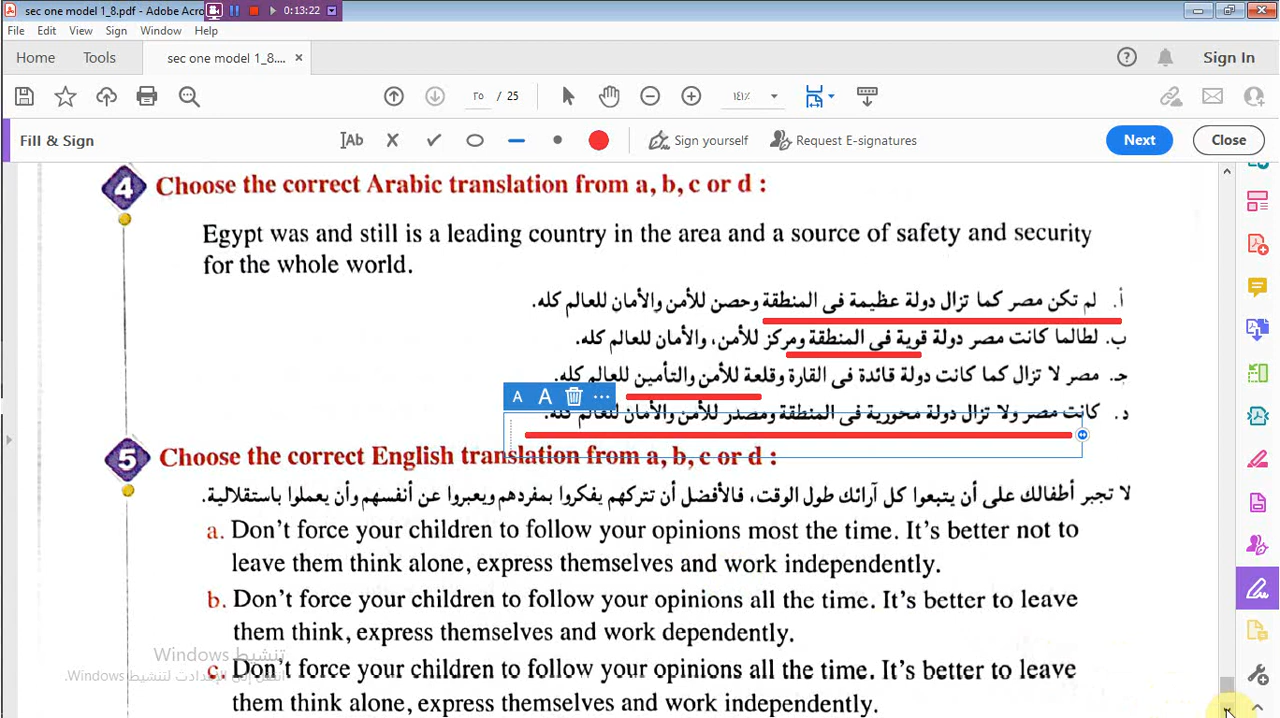 sec one model 1_8.pdf - Adobe Acro
0:13:22
File Edit View Sign Window Help
Home Tools sec one model 1_8.... × Sign In
٢٥ / 25 ١٤١٪
Fill & Sign Ab Sign yourself Request E-signatures Next Close
4 Choose the correct Arabic translation from a, b, c or d :
Egypt was and still is a leading country in the area and a source of safety and security
for the whole world.
أ. لم تكن مصر كما تزال دولة عظيمة فى المنطقة وحصن للأمن والأمان للعالم كله.
ب. لطالما كانت مصر دولة قوية فى المنطقة ومركز للأمن، والأمان للعالم كله.
جـ. مصر لا تزال كما كانت دولة قائدة فى القارة وقلعة للأمن والتأمين للعالم كله.
A A
د. كانت مصر ولا تزال دولة محورية فى المنطقة ومصدر للأمن والأمان للعالم كله.
5 Choose the correct English translation from a, b, c or d :
لا تجبر أطفالك على أن يتبعوا كل آرائك طول الوقت، فالأفضل أن تتركهم يفكروا بمفردهم ويعبروا عن أنفسهم وأن يعملوا باستقلالية.
a. Don't force your children to follow your opinions most the time. It's better not to
leave them think alone, express themselves and work independently.
b. Don't force your children to follow your opinions all the time. It's better to leave
them think, express themselves and work dependently.
تنشيط Windows
c. Don't force your children to follow your opinions all the time. It's better to leave
انتقل إلى الإعدادات لتنشيط Windows.
them think alone, express themselves and work independently.